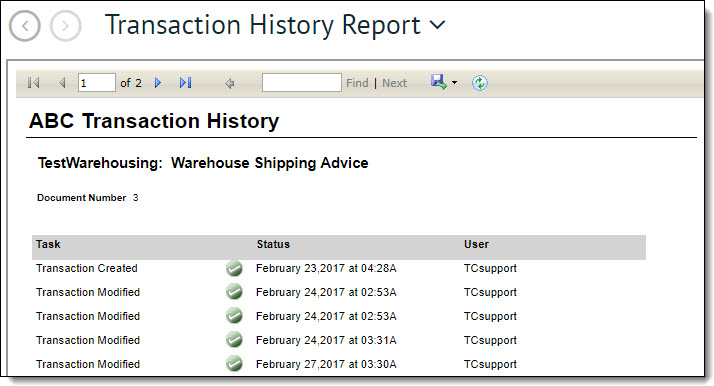 Transaction History Report
1 of 2 Find | Next
ABC Transaction History
TestWarehousing: Warehouse Shipping Advice
Document Number 3
Task Status User
Transaction Created February 23,2017 at 04:28A TCsupport
Transaction Modified February 24,2017 at 02:53A TCsupport
Transaction Modified February 24,2017 at 02:53A TCsupport
Transaction Modified February 24,2017 at 03:31A TCsupport
Transaction Modified February 27,2017 at 03:30A TCsupport